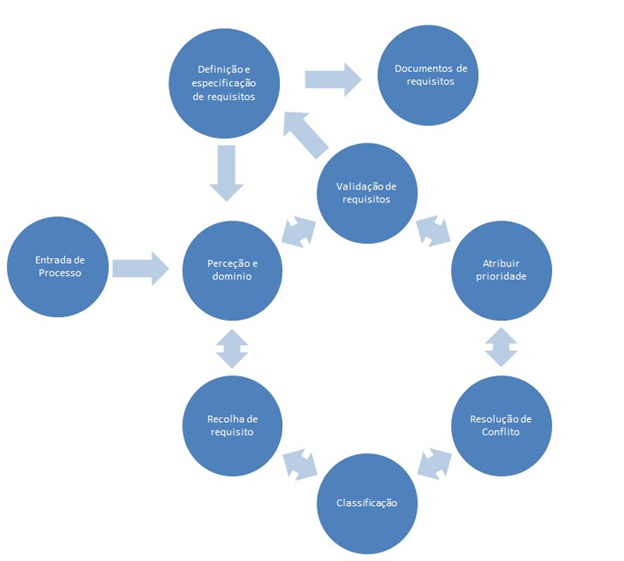 Definição e
especificação
de requisitos
Documentos de
requisitos
Validação de
requisitos
Entrada de
Processo
Perceção e
dominio
Atribuir
prioridade
Recolha de
requisito
Resolução de
Conflito
Classificação